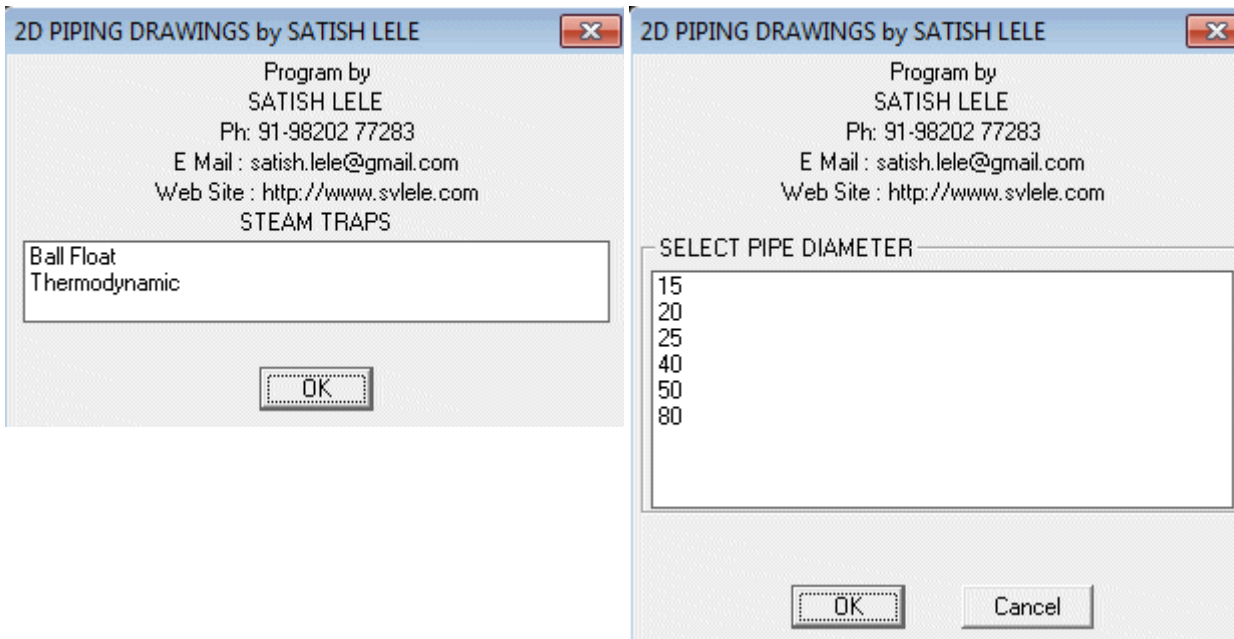 2D PIPING DRAWINGS by SATISH LELE
Program by
SATISH LELE
Ph: 91-98202 77283
E Mail : satish.lele@gmail.com
Web Site : http://www.svlele.com
STEAM TRAPS
Ball Float
Thermodynamic
OK
2D PIPING DRAWINGS by SATISH LELE
Program by
SATISH LELE
Ph: 91-98202 77283
E Mail : satish.lele@gmail.com
Web Site : http://www.svlele.com
SELECT PIPE DIAMETER
15
20
25
40
50
80
OK
Cancel